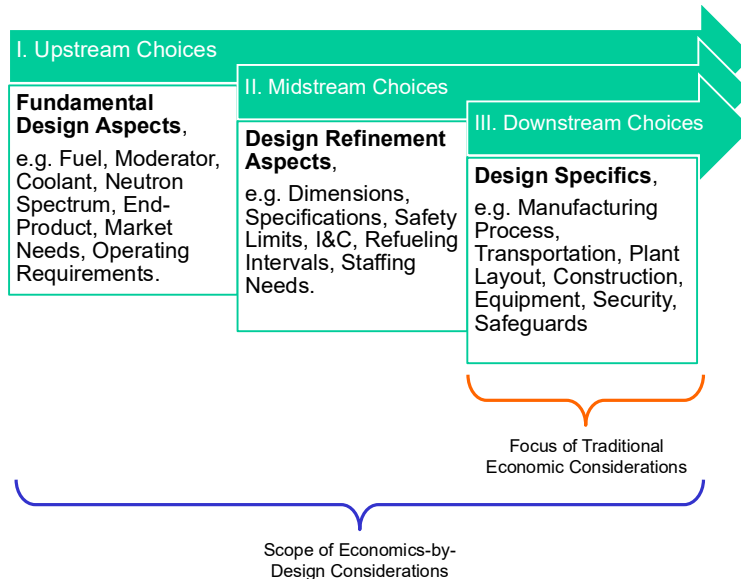 I. Upstream Choices
Fundamental
Design Aspects,
e.g. Fuel, Moderator,
Coolant, Neutron
Spectrum, End-
Product, Market
Needs, Operating
Requirements.
II. Midstream Choices
Design Refinement
Aspects,
e.g. Dimensions,
Specifications, Safety
Limits, I&C, Refueling
Intervals, Staffing
Needs.
III. Downstream Choices
Design Specifics,
e.g. Manufacturing
Process,
Transportation, Plant
Layout, Construction,
Equipment, Security,
Safeguards
Focus of Traditional
Economic Considerations
Scope of Economics-by-
Design Considerations